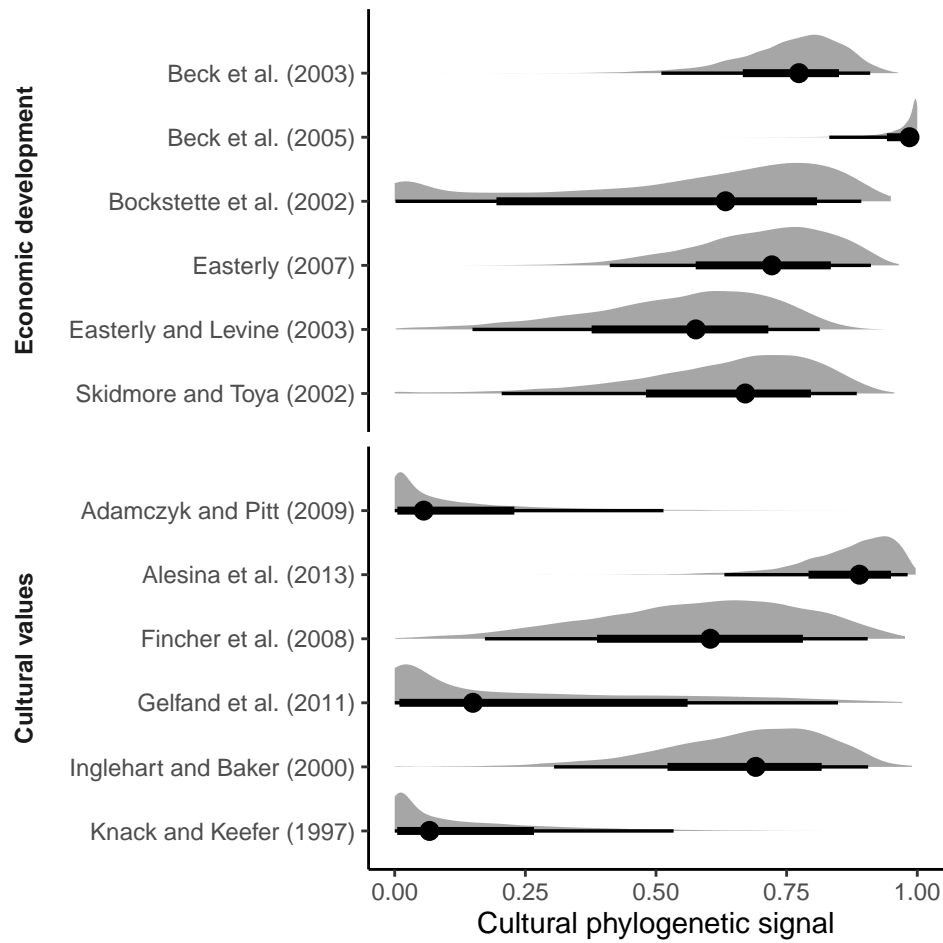 Economic development
Beck et al. (2003)
Beck et al. (2005)
Bockstette et al. (2002)
Easterly (2007)
Easterly and Levine (2003)
Skidmore and Toya (2002)
Cultural values
Adamczyk and Pitt (2009)
Alesina et al. (2013)
Fincher et al. (2008)
Gelfand et al. (2011)
Inglehart and Baker (2000)
Knack and Keefer (1997)
0.00 0.25 0.50 0.75 1.00
Cultural phylogenetic signal